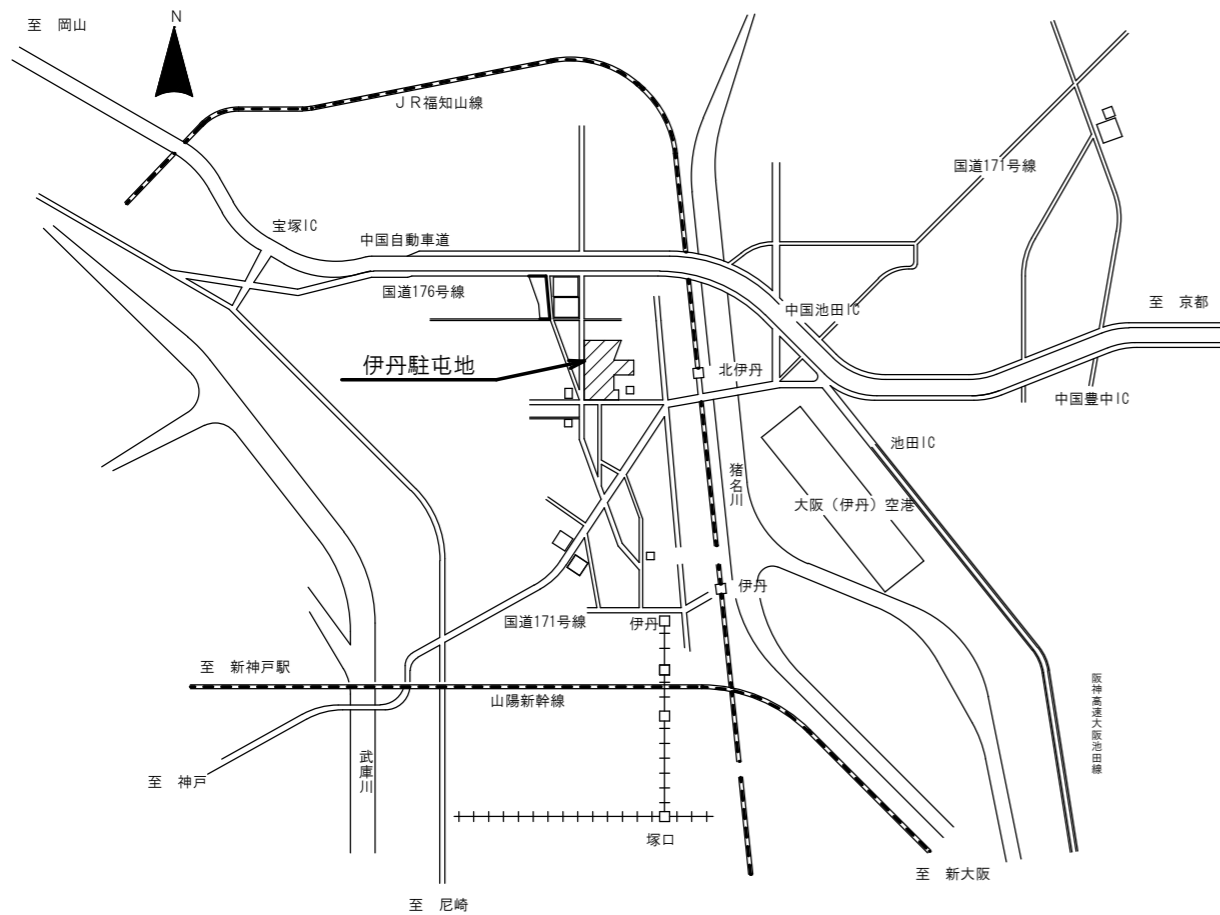 至　岡山
N
ＪＲ福知山線
国道171号線
宝塚IC
中国自動車道
国道176号線
中国池田IC
至　京都
伊丹駐屯地
北伊丹
中国豊中IC
池田IC
猪名川
大阪（伊丹）空港
伊丹
国道171号線
伊丹
至　新神戸駅
山陽新幹線
阪神高速大阪池田線
武庫川
至　神戸
塚口
至　新大阪
至　尼崎